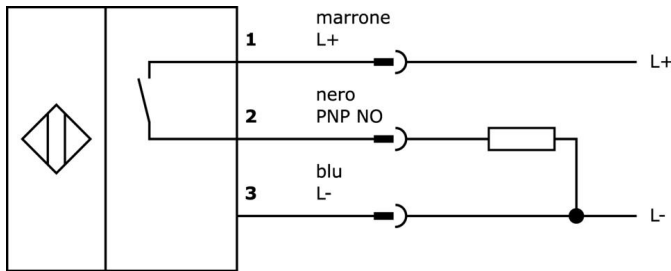 marrone
1 L+ L+
nero
2 PNP NO
blu
3 L- L-